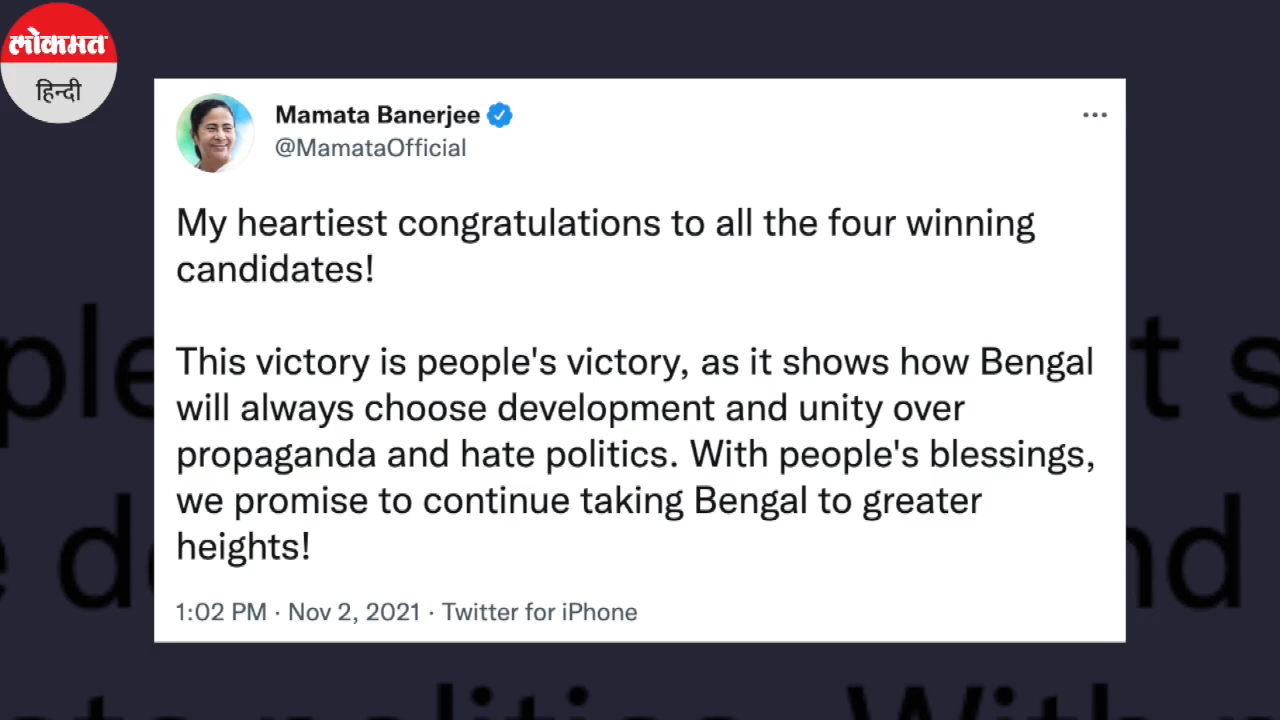 लोकमत
हिन्दी
Mamata Banerjee
@MamataOfficial
My heartiest congratulations to all the four winning
candidates!
This victory is people's victory, as it shows how Bengal
will always choose development and unity over
propaganda and hate politics. With people's blessings,
we promise to continue taking Bengal to greater
heights!
1:02 PM · Nov 2, 2021 · Twitter for iPhone